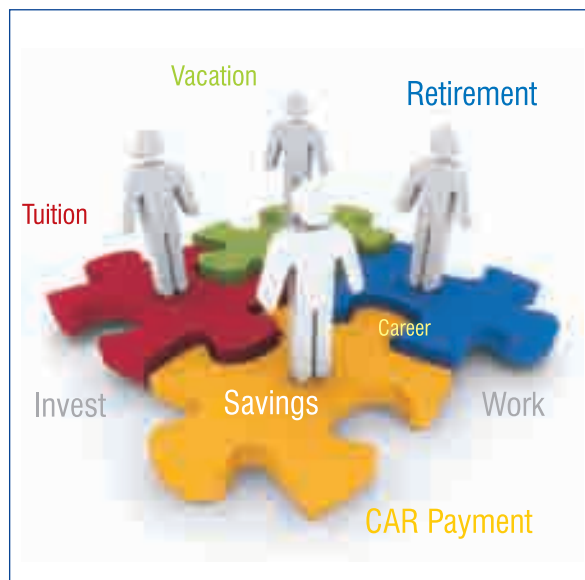 Vacation
Retirement
Tuition
Career
Invest
Savings
Work
CAR Payment